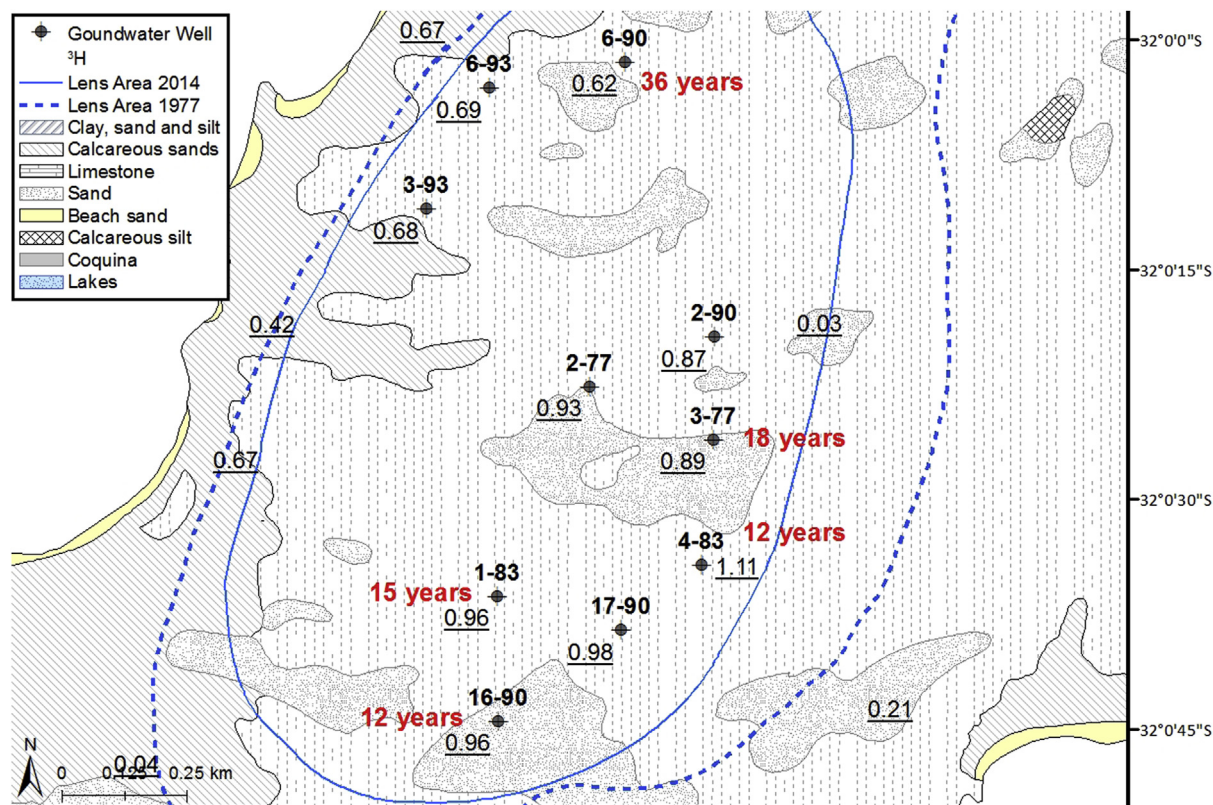 Goundwater Well
³H
Lens Area 2014
Lens Area 1977
Clay, sand and silt
Calcareous sands
Limestone
Sand
Beach sand
Calcareous silt
Coquina
Lakes
0.67
6-93
0.69
6-90
0.62
36 years
32°0'0"S
3-93
0.68
32°0'15"S
0.42
2-90
0.03
0.87
2-77
0.93
3-77
18 years
0.89
0.67
32°0'30"S
12 years
4-83
1.11
1-83
15 years
0.96
17-90
0.98
16-90
12 years
0.96
0.21
32°0'45"S
N
0.04
0 0.125 0.25 km